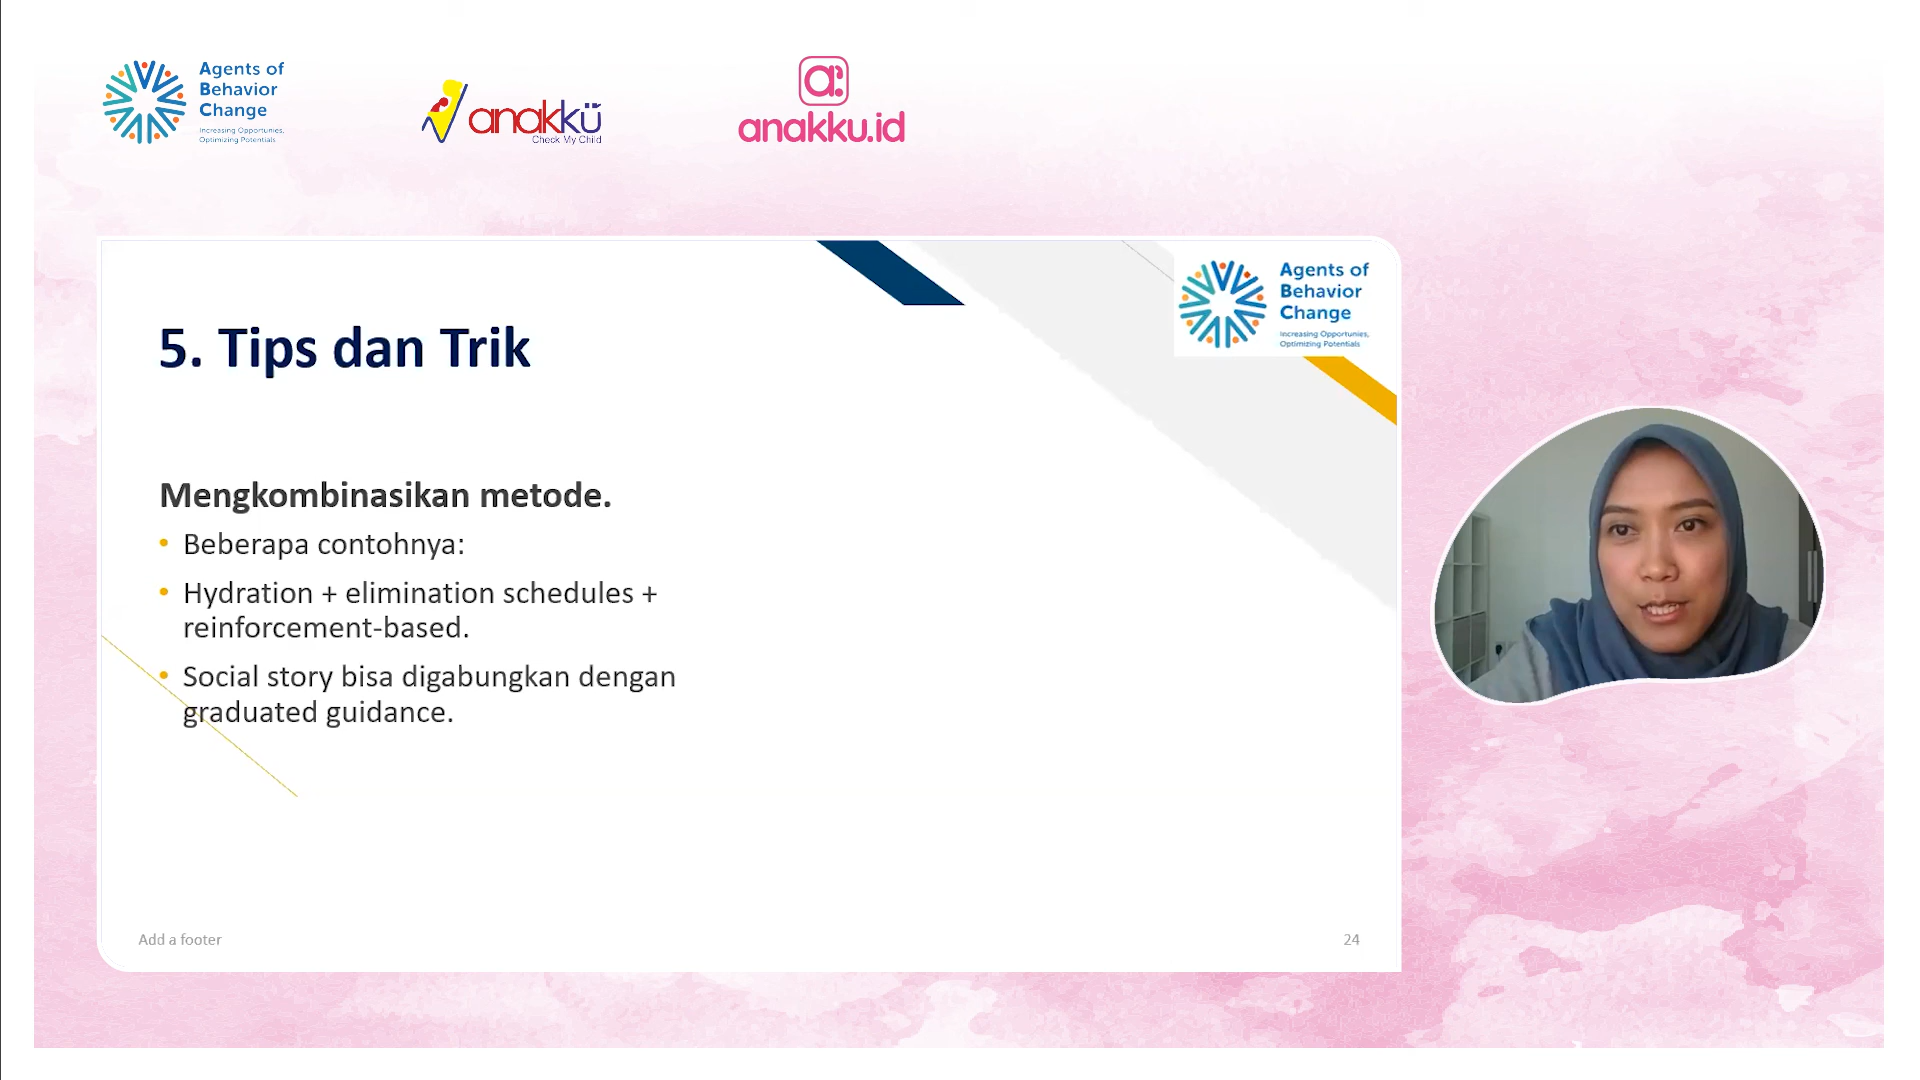 Agents of
Behavior
Change
Increasing Opportunies,
Optimizing Potentials
anakkü
Check My Child
a:
anakku.id
Agents of
Behavior
Change
Increasing Opportunies,
Optimizing Potentials
5. Tips dan Trik
Mengkombinasikan metode.
• Beberapa contohnya:
• Hydration + elimination schedules +
reinforcement-based.
• Social story bisa digabungkan dengan
graduated guidance.
Add a footer
24